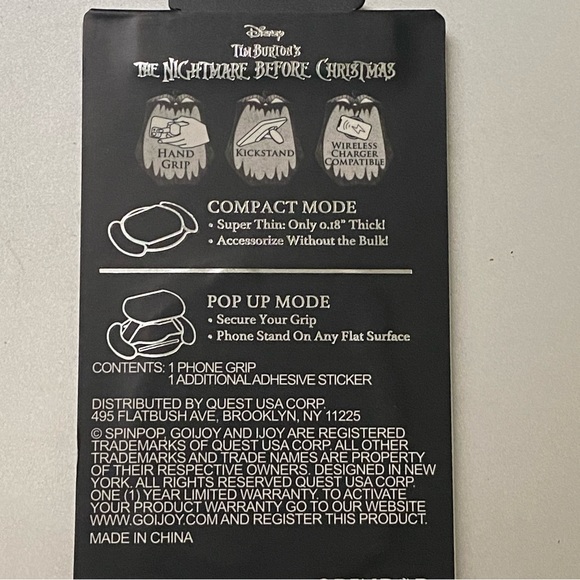 Disney
Tim Burton's
The Nightmare Before Christmas
Hand
Grip
Kickstand
Wireless
Charger
Compatible
Compact Mode
• Super Thin: Only 0.18" Thick!
• Accessorize Without the Bulk!
Pop Up Mode
• Secure Your Grip
• Phone Stand On Any Flat Surface
CONTENTS: 1 PHONE GRIP
1 ADDITIONAL ADHESIVE STICKER
DISTRIBUTED BY QUEST USA CORP.
495 FLATBUSH AVE, BROOKLYN, NY 11225
© SPINPOP, GOIJOY AND IJOY ARE REGISTERED
TRADEMARKS OF QUEST USA CORP. ALL OTHER
TRADEMARKS AND TRADE NAMES ARE PROPERTY
OF THEIR RESPECTIVE OWNERS. DESIGNED IN NEW
YORK. ALL RIGHTS RESERVED QUEST USA CORP.
ONE (1) YEAR LIMITED WARRANTY. TO ACTIVATE
YOUR PRODUCT WARRANTY GO TO OUR WEBSITE
WWW.GOIJOY.COM AND REGISTER THIS PRODUCT.
MADE IN CHINA